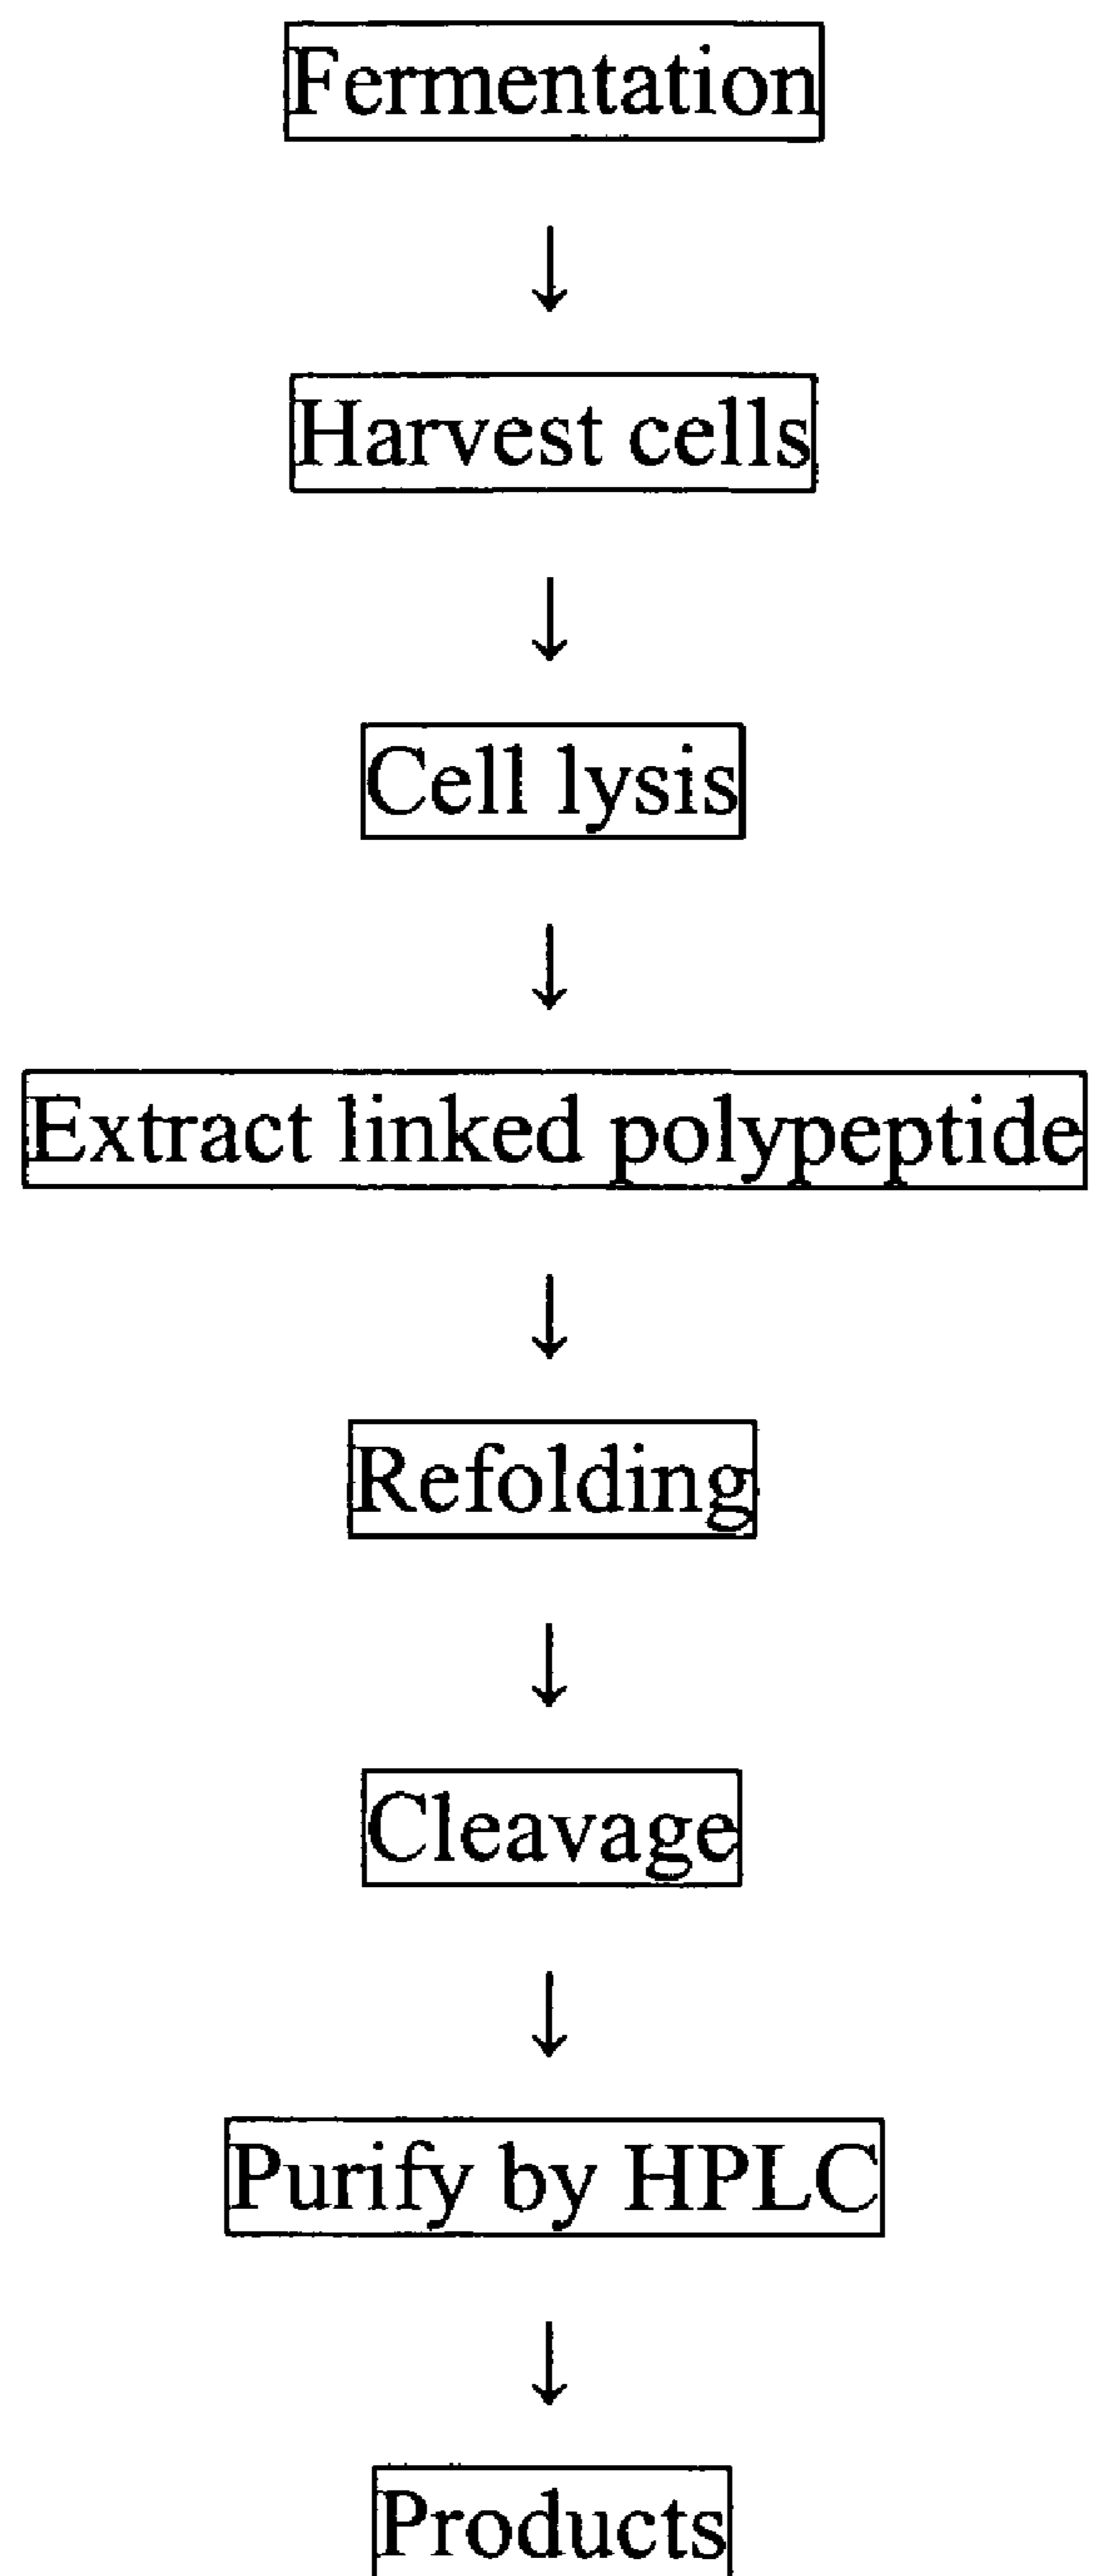 Fermentation
Harvest cells
Cell lysis
Extract linked polypeptide
Refolding
Cleavage
Purify by HPLC
Products